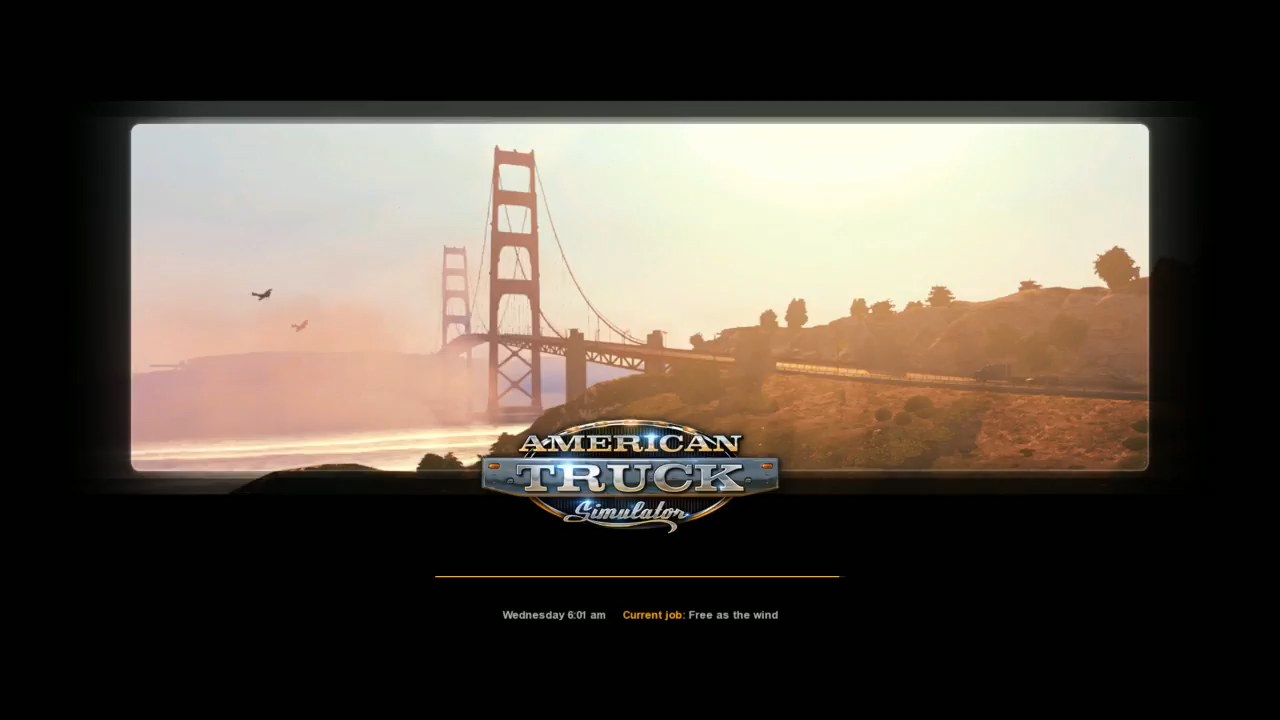 AMERICAN
TRUCK
Simulator
Wednesday 6:01 am Current job: Free as the wind